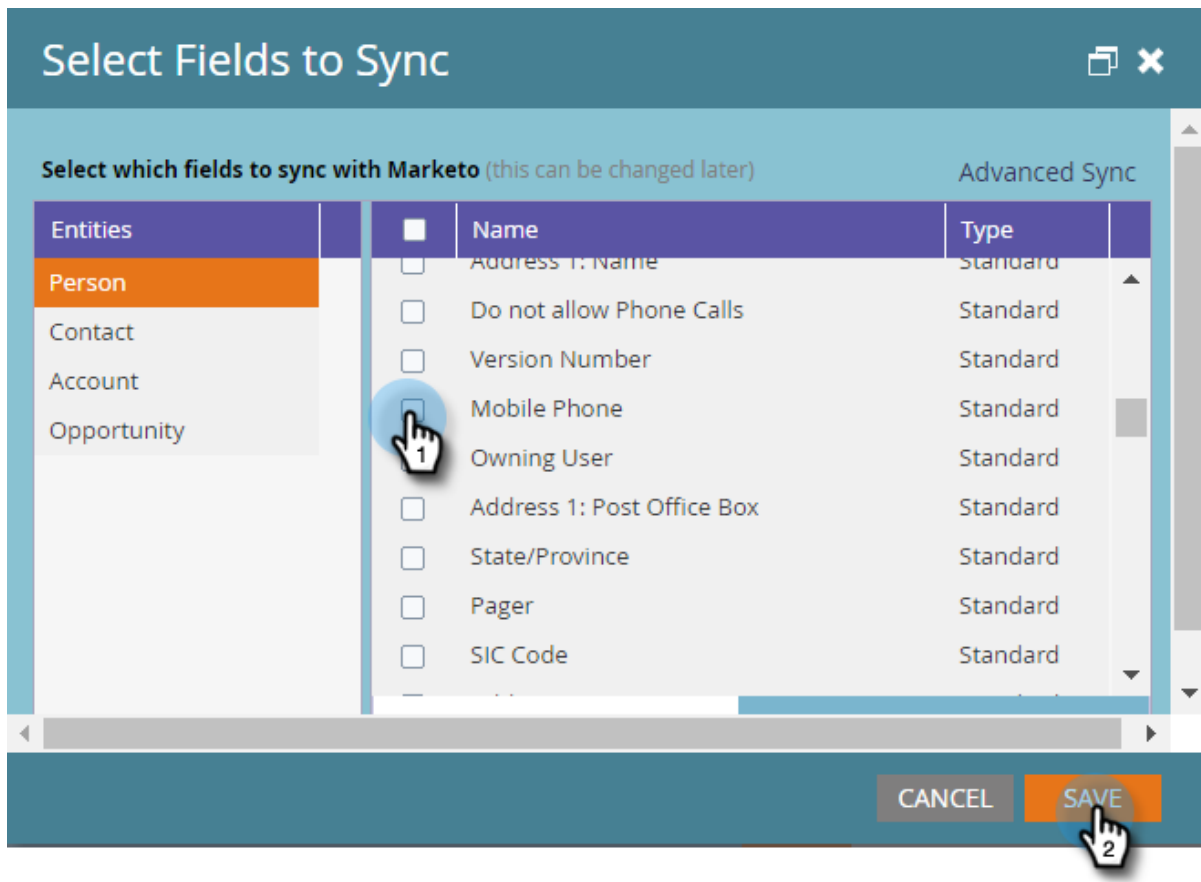 Select Fields to Sync
Select which fields to sync with Marketo (this can be changed later) Advanced Sync
Entities Name Type
Address 1: Name Standard
Person
Do not allow Phone Calls Standard
Contact
Version Number Standard
Account
Mobile Phone Standard
Opportunity
1
Owning User Standard
Address 1: Post Office Box Standard
State/Province Standard
Pager Standard
SIC Code Standard
CANCEL SAVE
2